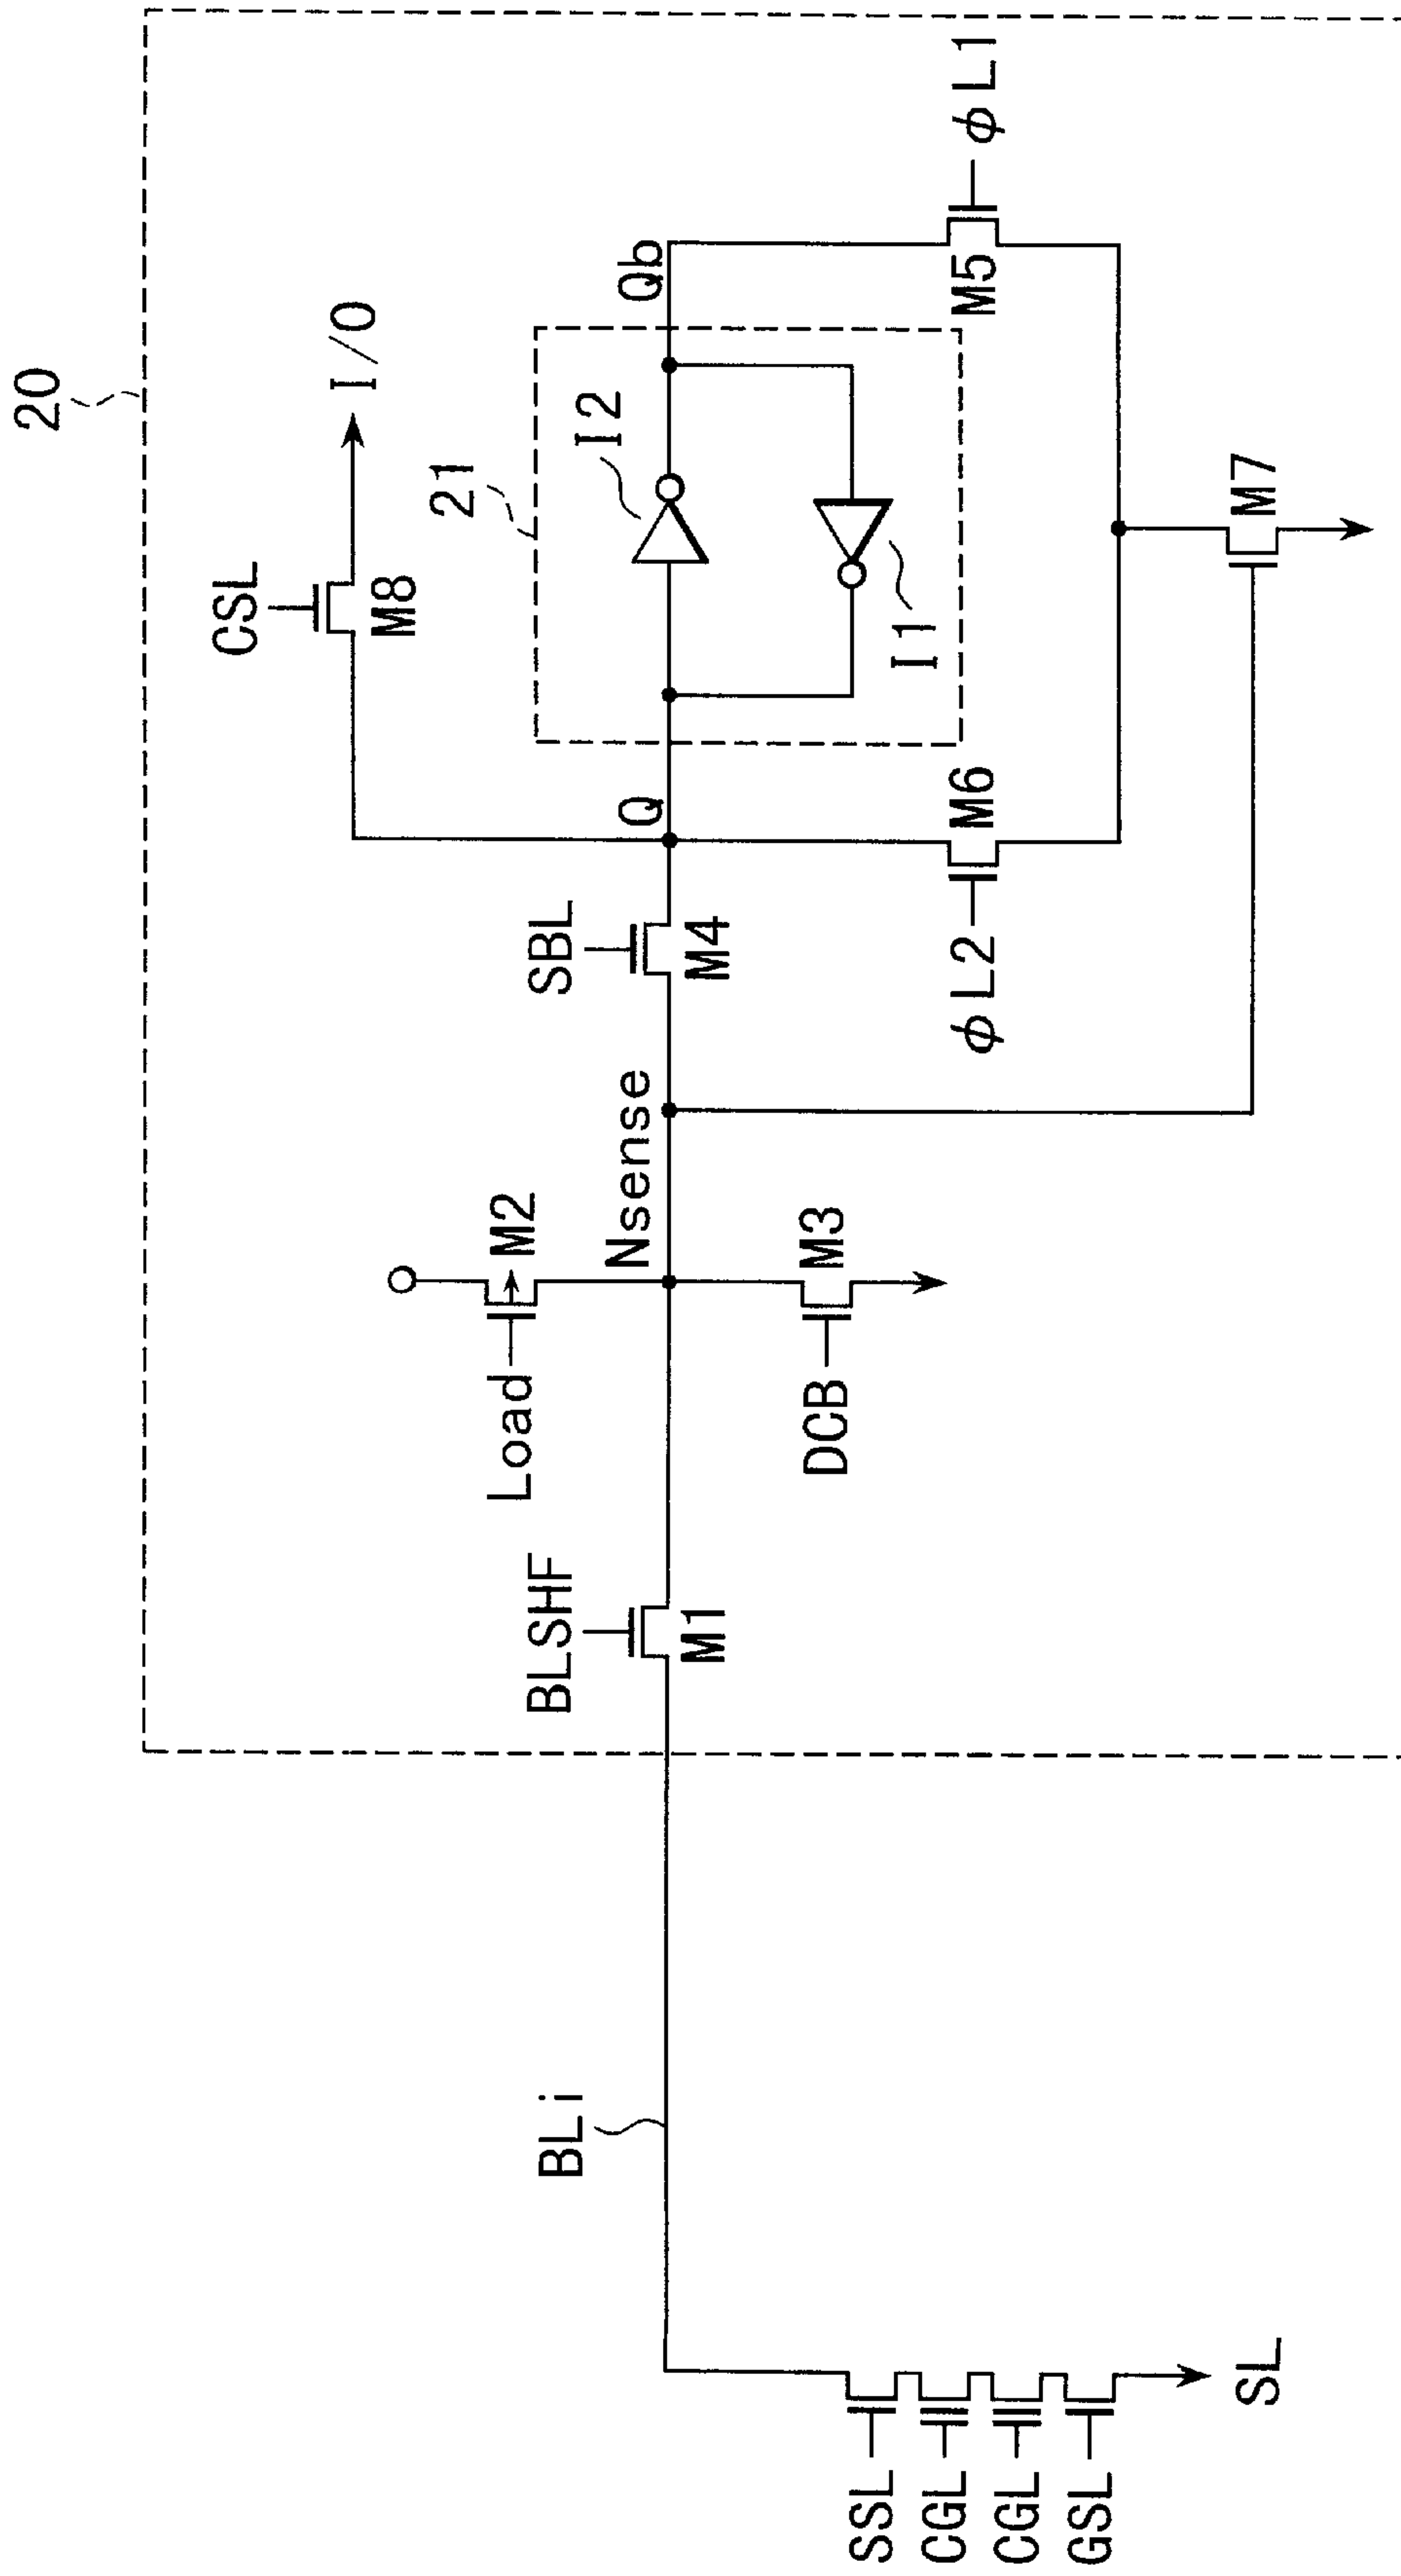 20
CSL
I/O
M8
21
I2
Qb
Q
SBL
M4
I1
φL1
M5
M6
φL2
M7
Nsense
M2
Load
M3
DCB
BLSHF
M1
BLi
SSL
CGL
CGL
GSL
SL